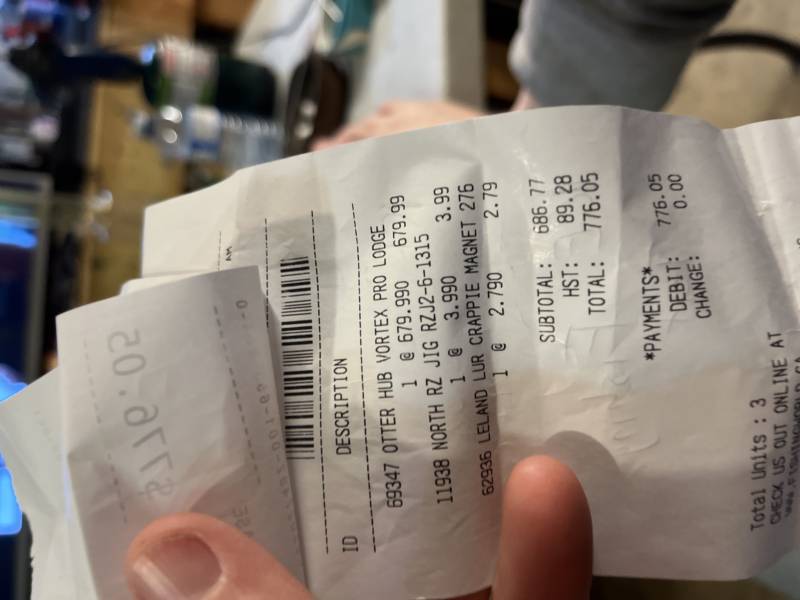 AM
ID DESCRIPTION
69347 OTTER HUB VORTEX PRO LODGE
1 @ 679.990 679.99
11938 NORTH RZ JIG RZJ2-6-1315
1 @ 3.990 3.99
62936 LELAND LUR CRAPPIE MAGNET 276
1 @ 2.790 2.79
SUBTOTAL: 686.77
HST: 89.28
TOTAL: 776.05
*PAYMENTS*
DEBIT: 776.05
CHANGE: 0.00
Total Units : 3
CHECK US OUT ONLINE AT
$776.05